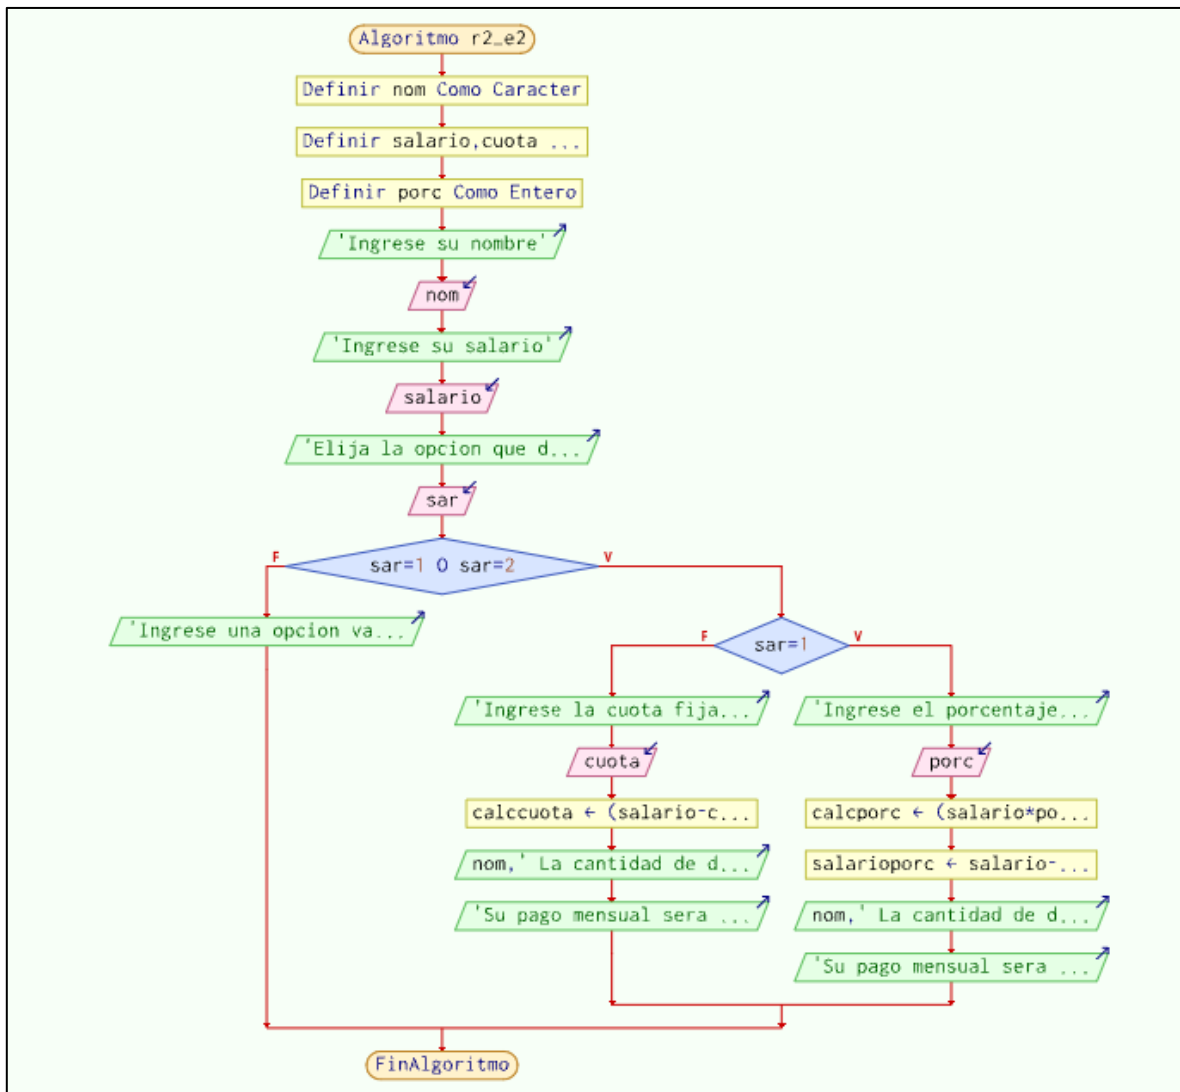 Algoritmo r2_e2
Definir nom Como Caracter
Definir salario,cuota ...
Definir porc Como Entero
'Ingrese su nombre'
nom
'Ingrese su salario'
salario
'Elija la opcion que d...
sar
F
sar=1 O sar=2
V
'Ingrese una opcion va...
F
sar=1
V
'Ingrese la cuota fija...
cuota
calccuota ← (salario-c...
nom,' La cantidad de d...
'Su pago mensual sera ...
'Ingrese el porcentaje...
porc
calcporc ← (salario*po...
salarioporc ← salario-...
nom,' La cantidad de d...
'Su pago mensual sera ...
FinAlgoritmo